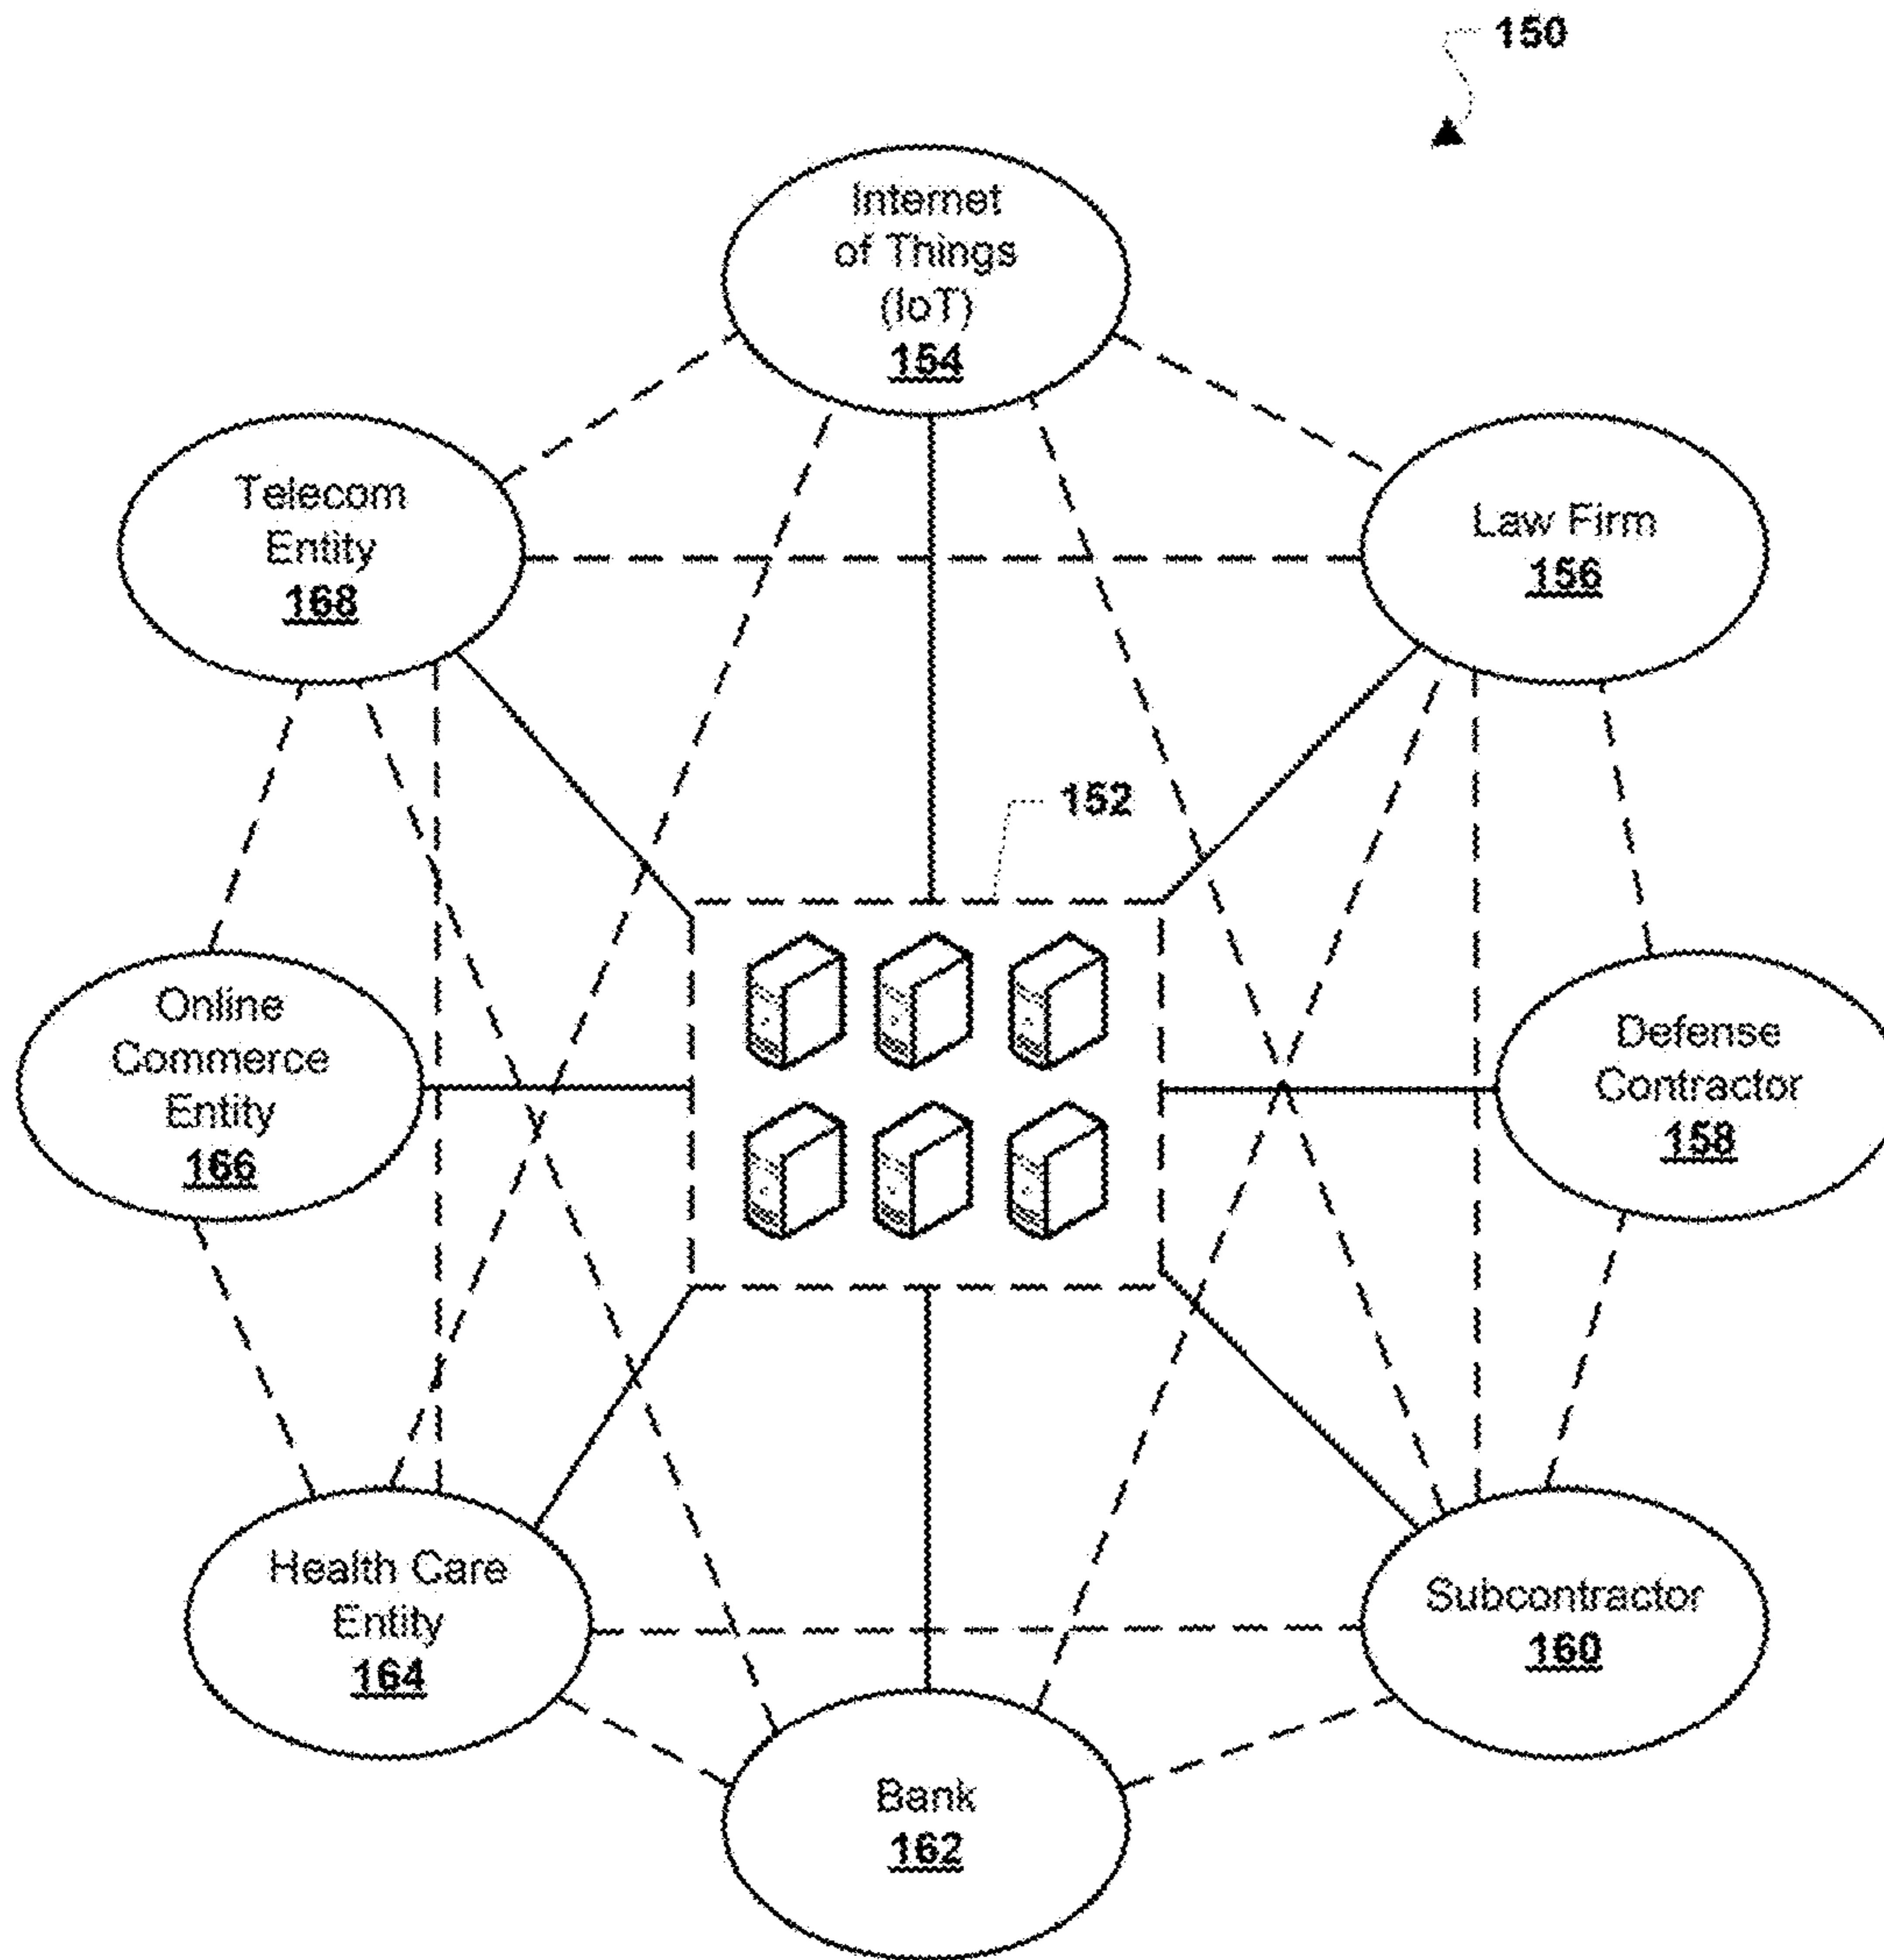 150
Internet
of Things
(IoT)
154
Telecom
Entity
168
Law Firm
156
152
Online
Commerce
Entity
166
Defense
Contractor
158
Health Care
Entity
164
Subcontractor
160
Bank
162